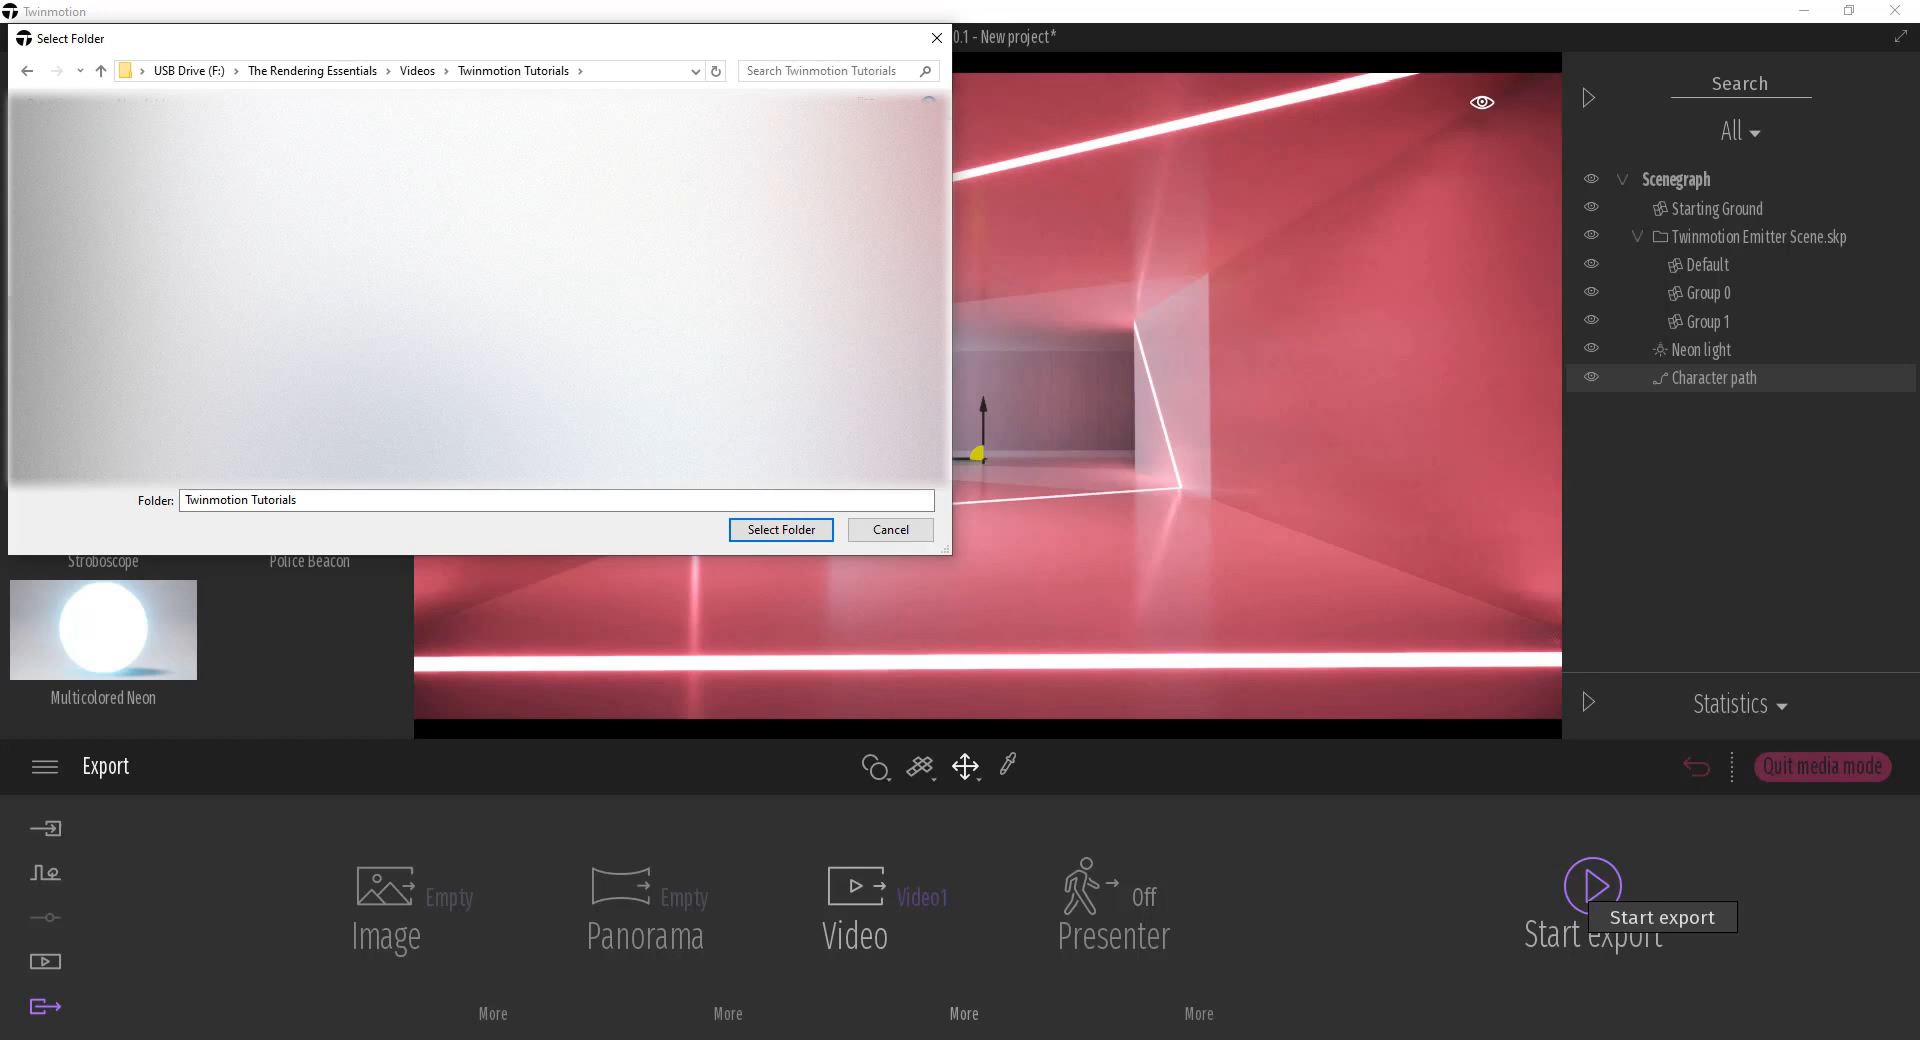 Twinmotion
Select Folder
0.1 - New project*
USB Drive (F:) > The Rendering Essentials > Videos > Twinmotion Tutorials >
Search Twinmotion Tutorials
Folder: Twinmotion Tutorials
Select Folder
Cancel
Stroboscope
Police Beacon
Multicolored Neon
Search
All
Scenegraph
Starting Ground
Twinmotion Emitter Scene.skp
Default
Group 0
Group 1
Neon light
Character path
Statistics
Export
Quit media mode
Empty
Image
More
Empty
Panorama
More
Video1
Video
More
Off
Presenter
More
Start export
Start export